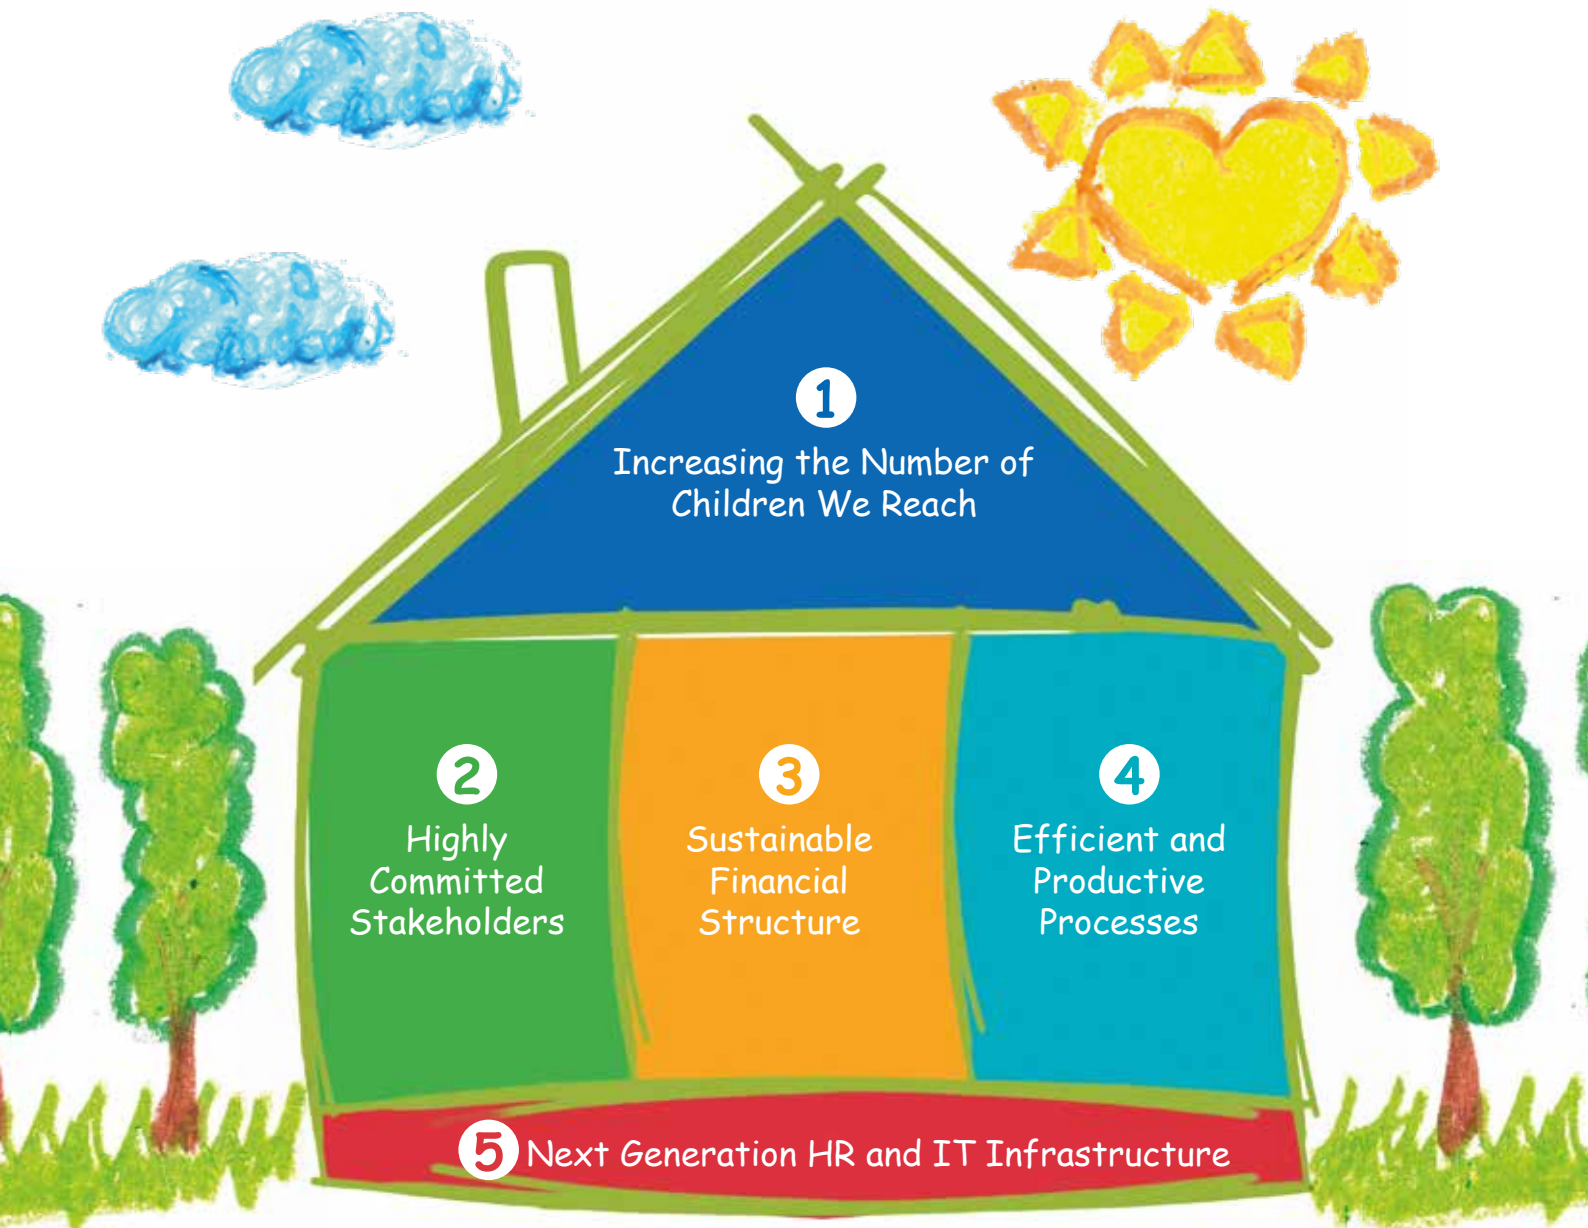 1
Increasing the Number of
Children We Reach
2
Highly
Committed
Stakeholders
3
Sustainable
Financial
Structure
4
Efficient and
Productive
Processes
5 Next Generation HR and IT Infrastructure